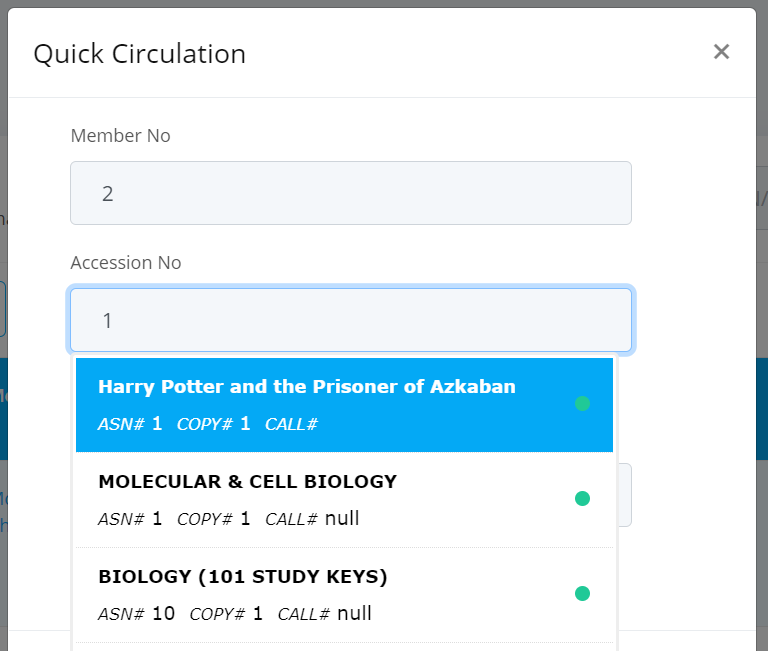 Quick Circulation ×
Member No
2
Accession No
1
Harry Potter and the Prisoner of Azkaban
ASN# 1 COPY# 1 CALL#
MOLECULAR & CELL BIOLOGY
ASN# 1 COPY# 1 CALL# null
BIOLOGY (101 STUDY KEYS)
ASN# 10 COPY# 1 CALL# null